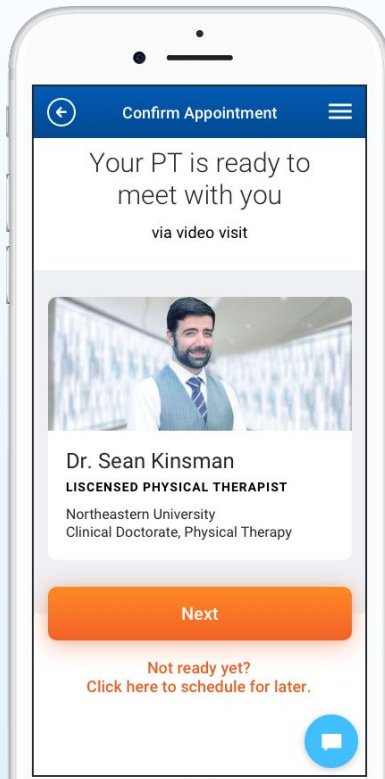 Confirm Appointment
Your PT is ready to
meet with you
via video visit
Dr. Sean Kinsman
LISCENSED PHYSICAL THERAPIST
Northeastern University
Clinical Doctorate, Physical Therapy
Next
Not ready yet?
Click here to schedule for later.